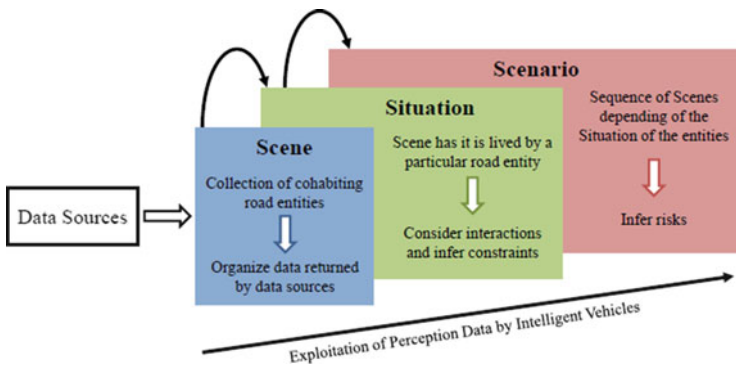 Data Sources
Scene
Collection of cohabiting
road entities
Organize data returned
by data sources
Situation
Scene has it is lived by a
particular road entity
Consider interactions
and infer constraints
Scenario
Sequence of Scenes
depending of the
Situation of the entities
Infer risks
Exploitation of Perception Data by Intelligent Vehicles